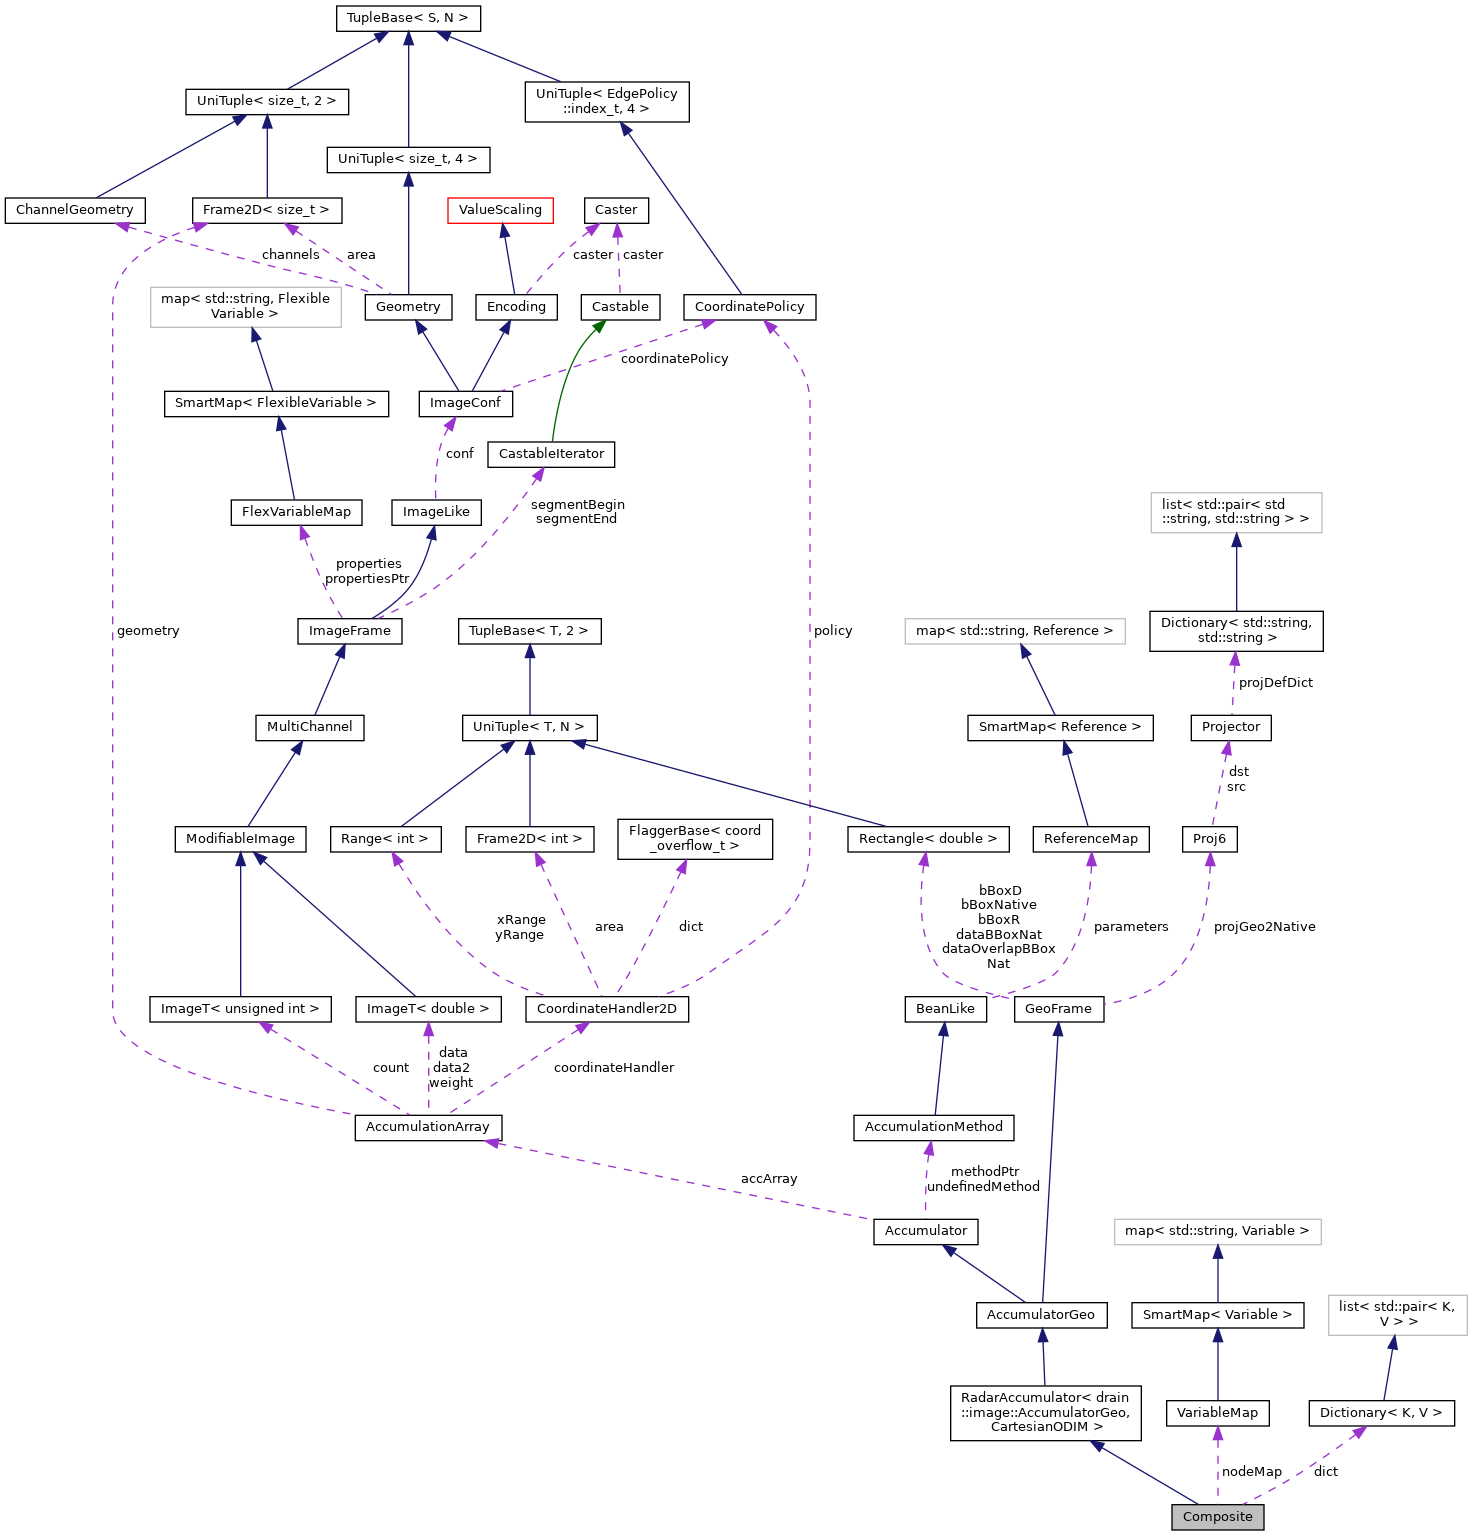 TupleBase< S, N >
UniTuple< size_t, 2 >
UniTuple< EdgePolicy
::index_t, 4 >
UniTuple< size_t, 4 >
ChannelGeometry
Frame2D< size_t >
ValueScaling
Caster
channels
area
caster
caster
map< std::string, Flexible
Variable >
Geometry
Encoding
Castable
CoordinatePolicy
coordinatePolicy
SmartMap< FlexibleVariable >
ImageConf
conf
CastableIterator
FlexVariableMap
ImageLike
segmentBegin
segmentEnd
list< std::pair< std
::string, std::string > >
properties
propertiesPtr
geometry
ImageFrame
TupleBase< T, 2 >
policy
map< std::string, Reference >
Dictionary< std::string,
std::string >
projDefDict
MultiChannel
UniTuple< T, N >
SmartMap< Reference >
Projector
dst
src
ModifiableImage
Range< int >
Frame2D< int >
FlaggerBase< coord
_overflow_t >
Rectangle< double >
ReferenceMap
Proj6
xRange
yRange
area
dict
bBoxD
bBoxNative
bBoxR
dataBBoxNat
dataOverlapBBox
Nat
parameters
projGeo2Native
ImageT< unsigned int >
ImageT< double >
CoordinateHandler2D
BeanLike
GeoFrame
count
data
data2
weight
coordinateHandler
AccumulationArray
AccumulationMethod
accArray
methodPtr
undefinedMethod
Accumulator
map< std::string, Variable >
AccumulatorGeo
SmartMap< Variable >
list< std::pair< K,
V > >
RadarAccumulator< drain
::image::AccumulatorGeo,
CartesianODIM >
VariableMap
Dictionary< K, V >
nodeMap
dict
Composite